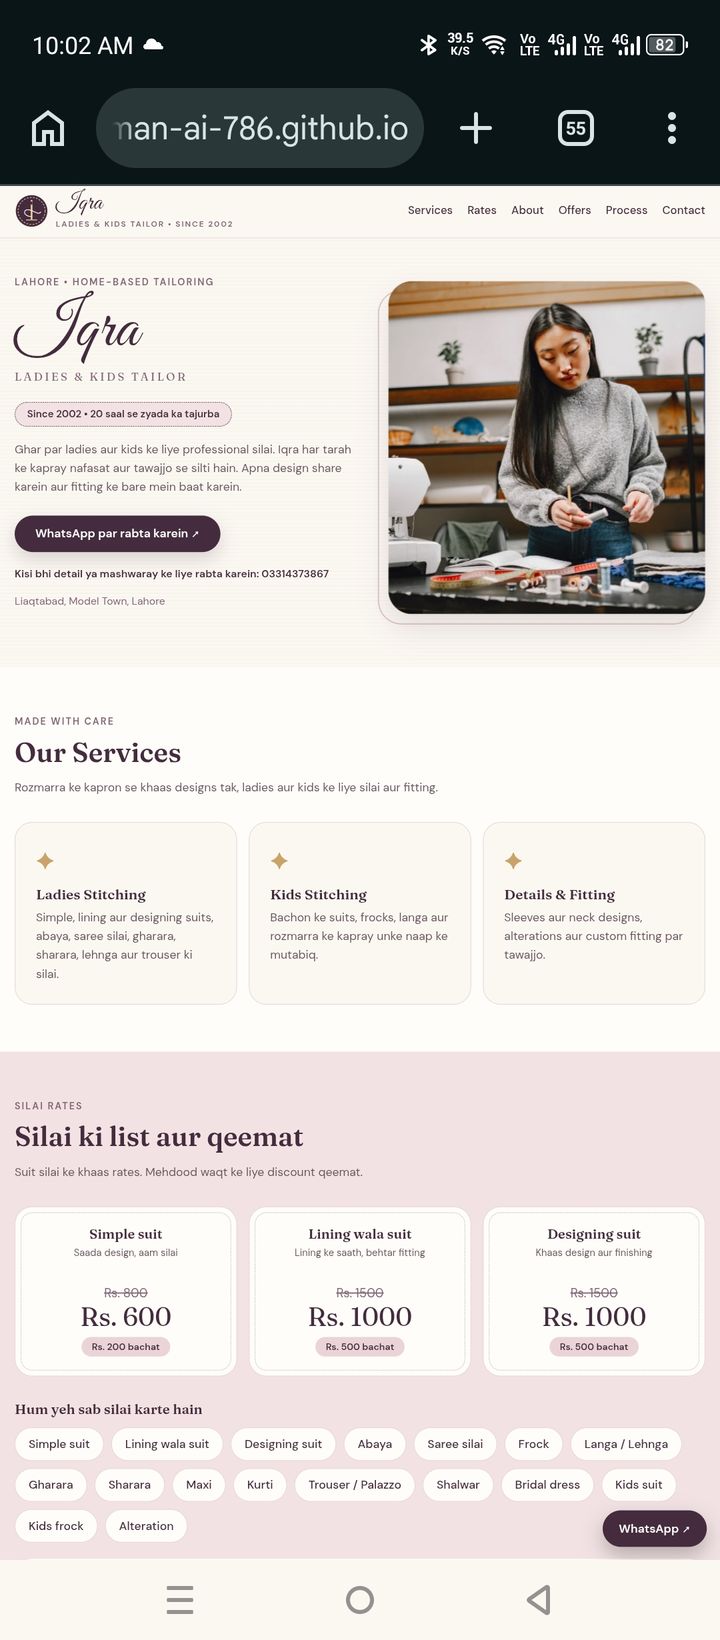 10:02 AM
39.5 K/S
Vo LTE 4G Vo LTE 4G 82
man-ai-786.github.io
55
Iqra
LADIES & KIDS TAILOR • SINCE 2002
Services Rates About Offers Process Contact
LAHORE • HOME-BASED TAILORING
Iqra
LADIES & KIDS TAILOR
Since 2002 • 20 saal se zyada ka tajurba
Ghar par ladies aur kids ke liye professional silai. Iqra har tarah
ke kapray nafasat aur tawajjo se silti hain. Apna design share
karein aur fitting ke bare mein baat karein.
WhatsApp par rabta karein ↗
Kisi bhi detail ya mashwaray ke liye rabta karein: 03314373867
Liaqtabad, Model Town, Lahore
MADE WITH CARE
Our Services
Rozmarra ke kapron se khaas designs tak, ladies aur kids ke liye silai aur fitting.
Ladies Stitching
Simple, lining aur designing suits,
abaya, saree silai, gharara,
sharara, lehnga aur trouser ki
silai.
Kids Stitching
Bachon ke suits, frocks, langa aur
rozmarra ke kapray unke naap ke
mutabiq.
Details & Fitting
Sleeves aur neck designs,
alterations aur custom fitting par
tawajjo.
SILAI RATES
Silai ki list aur qeemat
Suit silai ke khaas rates. Mehdood waqt ke liye discount qeemat.
Simple suit
Saada design, aam silai
Rs. 800
Rs. 600
Rs. 200 bachat
Lining wala suit
Lining ke saath, behtar fitting
Rs. 1500
Rs. 1000
Rs. 500 bachat
Designing suit
Khaas design aur finishing
Rs. 1500
Rs. 1000
Rs. 500 bachat
Hum yeh sab silai karte hain
Simple suit Lining wala suit Designing suit Abaya Saree silai Frock Langa / Lehnga
Gharara Sharara Maxi Kurti Trouser / Palazzo Shalwar Bridal dress Kids suit
Kids frock Alteration
WhatsApp ↗